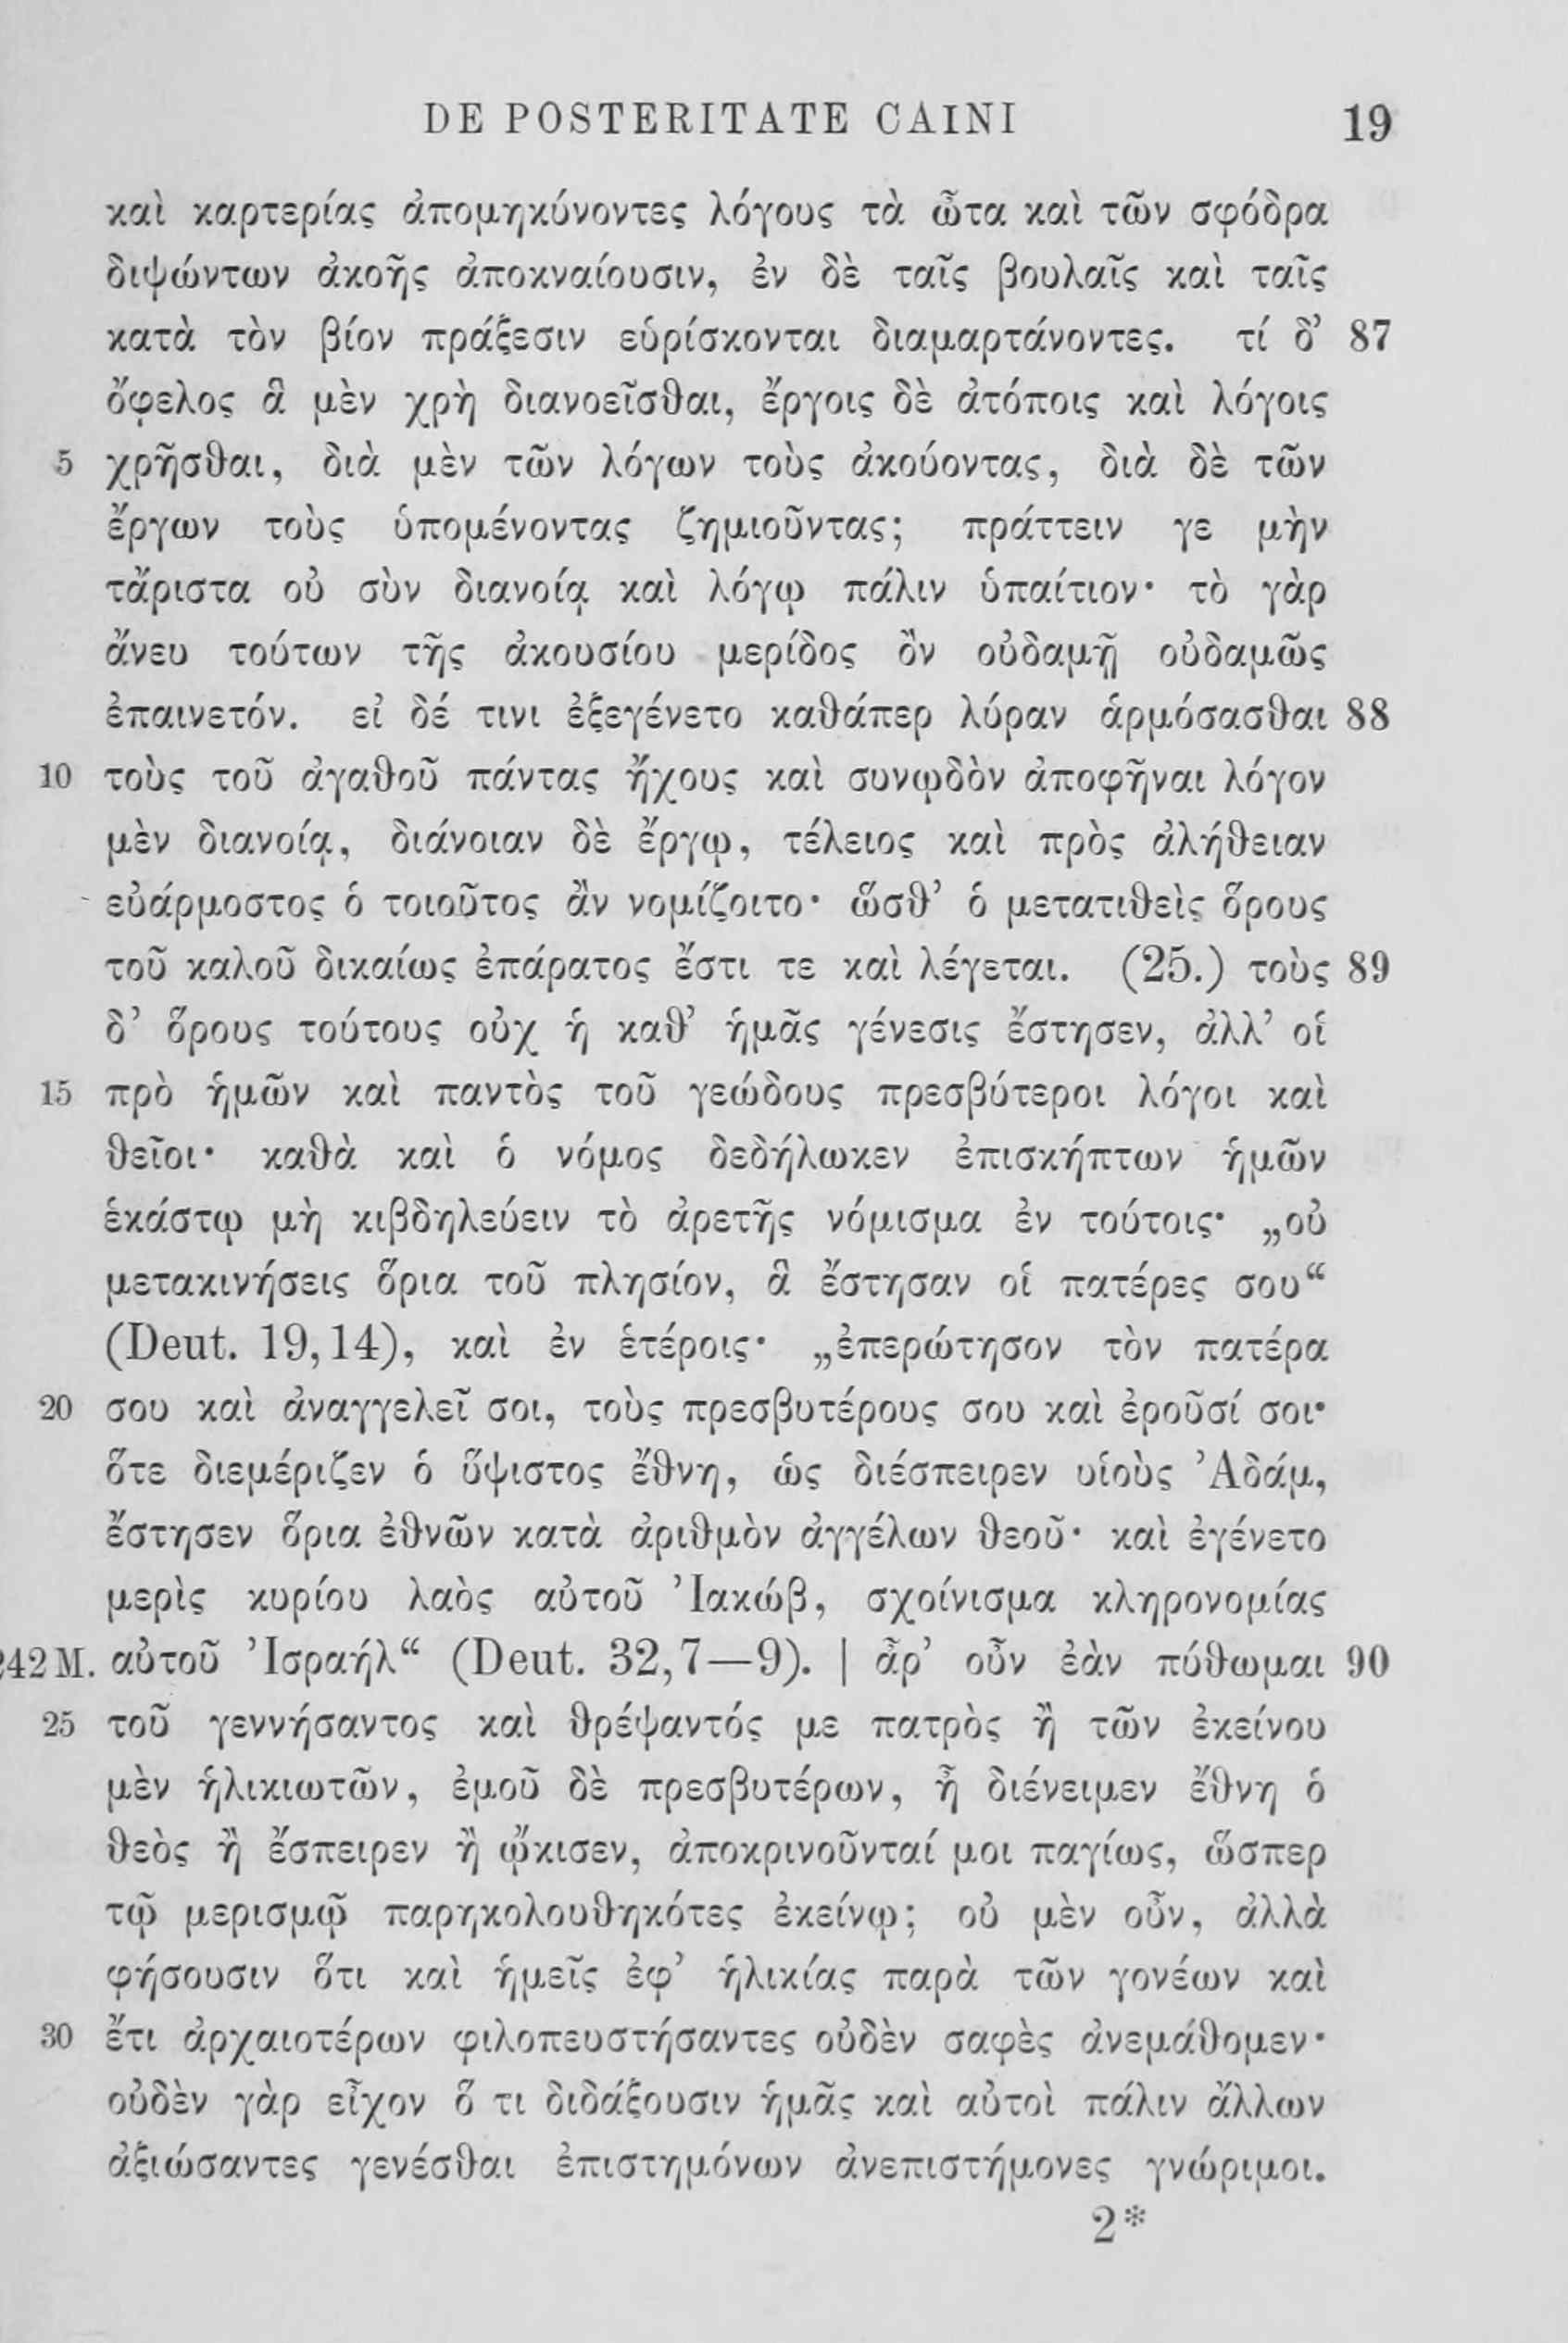 DE POSTERITATE CAINI 19
καὶ καρτερίας ἀπομηκύνοντες λόγους τὰ ὦτα καὶ τῶν σφόδρα
διψώντων ἀκοῆς ἀποκναίουσιν, ἐν δὲ ταῖς βουλαῖς καὶ ταῖς
κατὰ τὸν βίον πράξεσιν εὑρίσκονται διαμαρτάνοντες. τί δ’ 87
ὄφελος ἃ μὲν χρὴ διανοεῖσθαι, ἔργοις δὲ ἀτόποις καὶ λόγοις
5 χρῆσθαι, διὰ μὲν τῶν λόγων τοὺς ἀκούοντας, διὰ δὲ τῶν
ἔργων τοὺς ὑπομένοντας ζημιοῦντας; πράττειν γε μὴν
τἄριστα οὐ σὺν διανοίᾳ καὶ λόγῳ πάλιν ὑπαίτιον· τὸ γὰρ
ἄνευ τούτων τῆς ἀκουσίου μερίδος ὂν οὐδαμῇ οὐδαμῶς
ἐπαινετόν. εἰ δέ τινι ἐξεγένετο καθάπερ λύραν ἁρμόσασθαι 88
10 τοὺς τοῦ ἀγαθοῦ πάντας ἤχους καὶ συνῳδὸν ἀποφῆναι λόγον
μὲν διανοίᾳ, διάνοιαν δὲ ἔργῳ, τέλειος καὶ πρὸς ἀλήθειαν
εὐάρμοστος ὁ τοιοῦτος ἂν νομίζοιτο· ὥσθ’ ὁ μετατιθεὶς ὅρους
τοῦ καλοῦ δικαίως ἐπάρατος ἔστι τε καὶ λέγεται. (25.) τοὺς 89
δ’ ὅρους τούτους οὐχ ἡ καθ’ ἡμᾶς γένεσις ἔστησεν, ἀλλ’ οἱ
15 πρὸ ἡμῶν καὶ παντὸς τοῦ γεώδους πρεσβύτεροι λόγοι καὶ
θεῖοι· καθὰ καὶ ὁ νόμος δεδήλωκεν ἐπισκήπτων ἡμῶν
ἑκάστῳ μὴ κιβδηλεύειν τὸ ἀρετῆς νόμισμα ἐν τούτοις· „οὐ
μετακινήσεις ὅρια τοῦ πλησίον, ἃ ἔστησαν οἱ πατέρες σου“
(Deut. 19,14), καὶ ἐν ἑτέροις· „ἐπερώτησον τὸν πατέρα
20 σου καὶ ἀναγγελεῖ σοι, τοὺς πρεσβυτέρους σου καὶ ἐροῦσί σοι·
ὅτε διεμέριζεν ὁ ὕψιστος ἔθνη, ὡς διέσπειρεν υἱοὺς Ἀδάμ,
ἔστησεν ὅρια ἐθνῶν κατὰ ἀριθμὸν ἀγγέλων θεοῦ· καὶ ἐγένετο
μερὶς κυρίου λαὸς αὐτοῦ Ἰακώβ, σχοίνισμα κληρονομίας
242 M. αὐτοῦ Ἰσραήλ“ (Deut. 32,7—9). | ἆρ’ οὖν ἐὰν πύθωμαι 90
25 τοῦ γεννήσαντος καὶ θρέψαντός με πατρὸς ἢ τῶν ἐκείνου
μὲν ἡλικιωτῶν, ἐμοῦ δὲ πρεσβυτέρων, ᾗ διένειμεν ἔθνη ὁ
θεὸς ἢ ἔσπειρεν ἢ ᾤκισεν, ἀποκρινοῦνταί μοι παγίως, ὥσπερ
τῷ μερισμῷ παρηκολουθηκότες ἐκείνῳ; οὐ μὲν οὖν, ἀλλὰ
φήσουσιν ὅτι καὶ ἡμεῖς ἐφ’ ἡλικίας παρὰ τῶν γονέων καὶ
30 ἔτι ἀρχαιοτέρων φιλοπευστήσαντες οὐδὲν σαφὲς ἀνεμάθομεν·
οὐδὲν γὰρ εἶχον ὅ τι διδάξουσιν ἡμᾶς καὶ αὐτοὶ πάλιν ἄλλων
ἀξιώσαντες γενέσθαι ἐπιστημόνων ἀνεπιστήμονες γνώριμοι.
2*